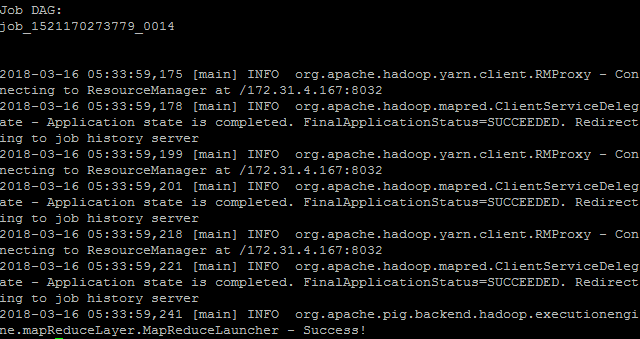 Job DAG:
job_1521170273779_0014
2018-03-16 05:33:59,175 [main] INFO  org.apache.hadoop.yarn.client.RMProxy - Con
necting to ResourceManager at /172.31.4.167:8032
2018-03-16 05:33:59,178 [main] INFO  org.apache.hadoop.mapred.ClientServiceDeleg
ate - Application state is completed. FinalApplicationStatus=SUCCEEDED. Redirect
ing to job history server
2018-03-16 05:33:59,199 [main] INFO  org.apache.hadoop.yarn.client.RMProxy - Con
necting to ResourceManager at /172.31.4.167:8032
2018-03-16 05:33:59,201 [main] INFO  org.apache.hadoop.mapred.ClientServiceDeleg
ate - Application state is completed. FinalApplicationStatus=SUCCEEDED. Redirect
ing to job history server
2018-03-16 05:33:59,218 [main] INFO  org.apache.hadoop.yarn.client.RMProxy - Con
necting to ResourceManager at /172.31.4.167:8032
2018-03-16 05:33:59,221 [main] INFO  org.apache.hadoop.mapred.ClientServiceDeleg
ate - Application state is completed. FinalApplicationStatus=SUCCEEDED. Redirect
ing to job history server
2018-03-16 05:33:59,241 [main] INFO  org.apache.pig.backend.hadoop.executionengi
ne.mapReduceLayer.MapReduceLauncher - Success!